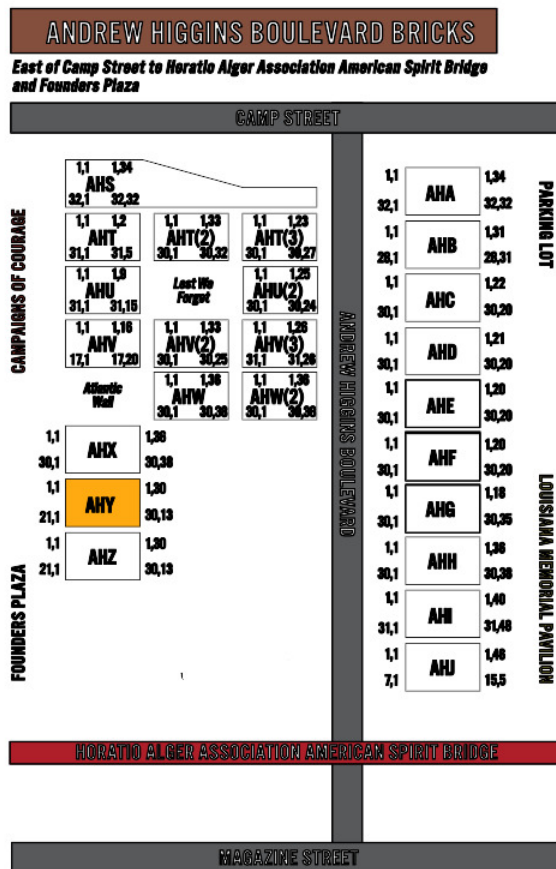 ANDREW HIGGINS BOULEVARD BRICKS
East of Camp Street to Horatio Alger Association American Spirit Bridge
and Founders Plaza
CAMP STREET
1,1 1,34
AHS
32,1 32,32
1,1 1,2
AHT
31,1 31,5
1,1 1,33
AHT(2)
30,1 30,32
1,1 1,23
AHT(3)
30,1 30,27
1,1 1,9
AHU
31,1 31,15
Lest We
Forget
1,1 1,25
AHU(2)
30,1 30,24
1,1 1,16
AHV
17,1 17,20
1,1 1,33
AHV(2)
30,1 30,25
1,1 1,26
AHV(3)
31,1 31,26
Atlantic
Wall
1,1 1,36
AHW
30,1 30,38
1,1 1,36
AHW(2)
30,1 36,38
1,1 1,36
AHX
30,1 30,38
1,1 1,30
AHY
21,1 30,13
1,1 1,30
AHZ
21,1 30,13
CAMPAIGNS OF COURAGE
FOUNDERS PLAZA
ANDREW HIGGINS BOULEVARD
1,1 1,34
AHA
32,1 32,32
1,1 1,31
AHB
28,1 28,31
1,1 1,22
AHC
30,1 30,20
1,1 1,21
AHD
30,1 30,20
1,1 1,20
AHE
30,1 30,20
1,1 1,20
AHF
30,1 30,20
1,1 1,18
AHG
30,1 30,35
1,1 1,36
AHH
30,1 30,38
1,1 1,40
AHI
31,1 31,48
1,1 1,46
AHJ
7,1 15,5
PARKING LOT
LOUISIANA MEMORIAL PAVILION
HORATIO ALGER ASSOCIATION AMERICAN SPIRIT BRIDGE
MAGAZINE STREET